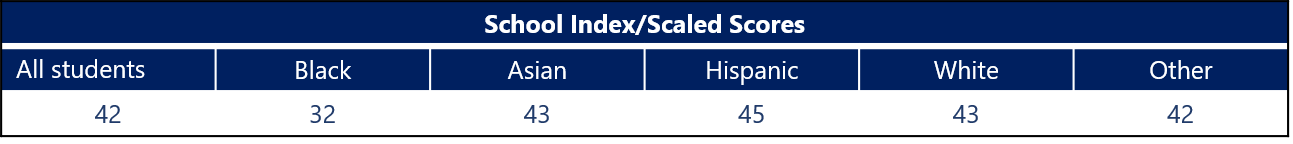 School Index/Scaled Scores
All students Black Asian Hispanic White Other
42 32 43 45 43 42